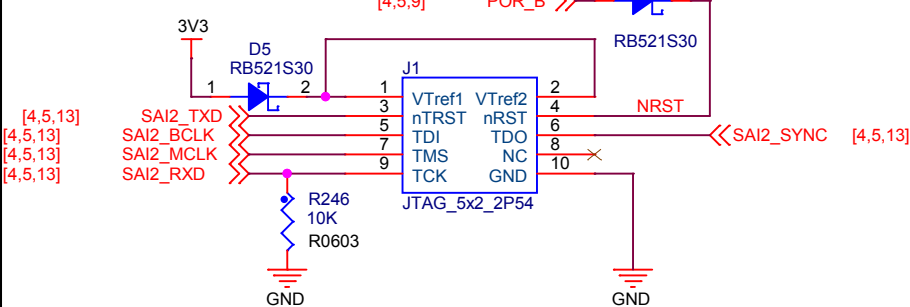 [4,5,9] POR_B
3V3
RB521S30
D5
RB521S30
J1
1 2 1 VTref1 VTref2 2
[4,5,13] SAI2_TXD 3 nTRST nRST 4 NRST
[4,5,13] SAI2_BCLK 5 TDI TDO 6 SAI2_SYNC [4,5,13]
[4,5,13] SAI2_MCLK 7 TMS NC 8
[4,5,13] SAI2_RXD 9 TCK GND 10
JTAG_5x2_2P54
R246
10K
R0603
GND GND